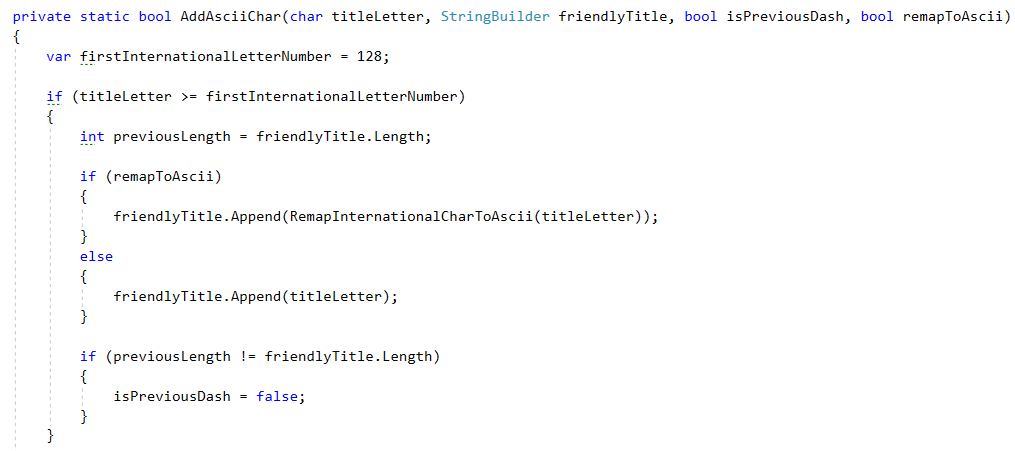 private static bool AddAsciiChar(char titleLetter, StringBuilder friendlyTitle, bool isPreviousDash, bool remapToAscii)
{
    var firstInternationalLetterNumber = 128;

    if (titleLetter >= firstInternationalLetterNumber)
    {
        int previousLength = friendlyTitle.Length;

        if (remapToAscii)
        {
            friendlyTitle.Append(RemapInternationalCharToAscii(titleLetter));
        }
        else
        {
            friendlyTitle.Append(titleLetter);
        }

        if (previousLength != friendlyTitle.Length)
        {
            isPreviousDash = false;
        }
    }